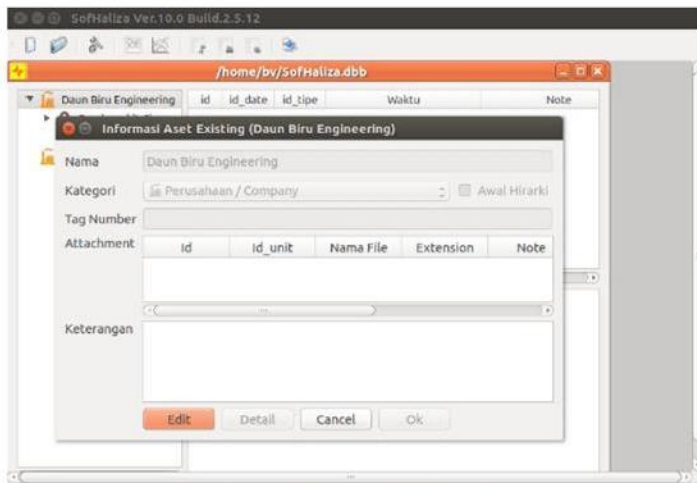 SofHaliza Ver.10.0 Build.2.5.12
/home/bv/SofHaliza.dbb
Daun Biru Engineering
id id_date id_tipe Waktu Note
Informasi Aset Existing (Daun Biru Engineering)
Nama Daun Biru Engineering
Kategori Perusahaan / Company Awal Hirarki
Tag Number
Attachment Id Id_unit Nama File Extension Note
Keterangan
Edit Detail Cancel Ok